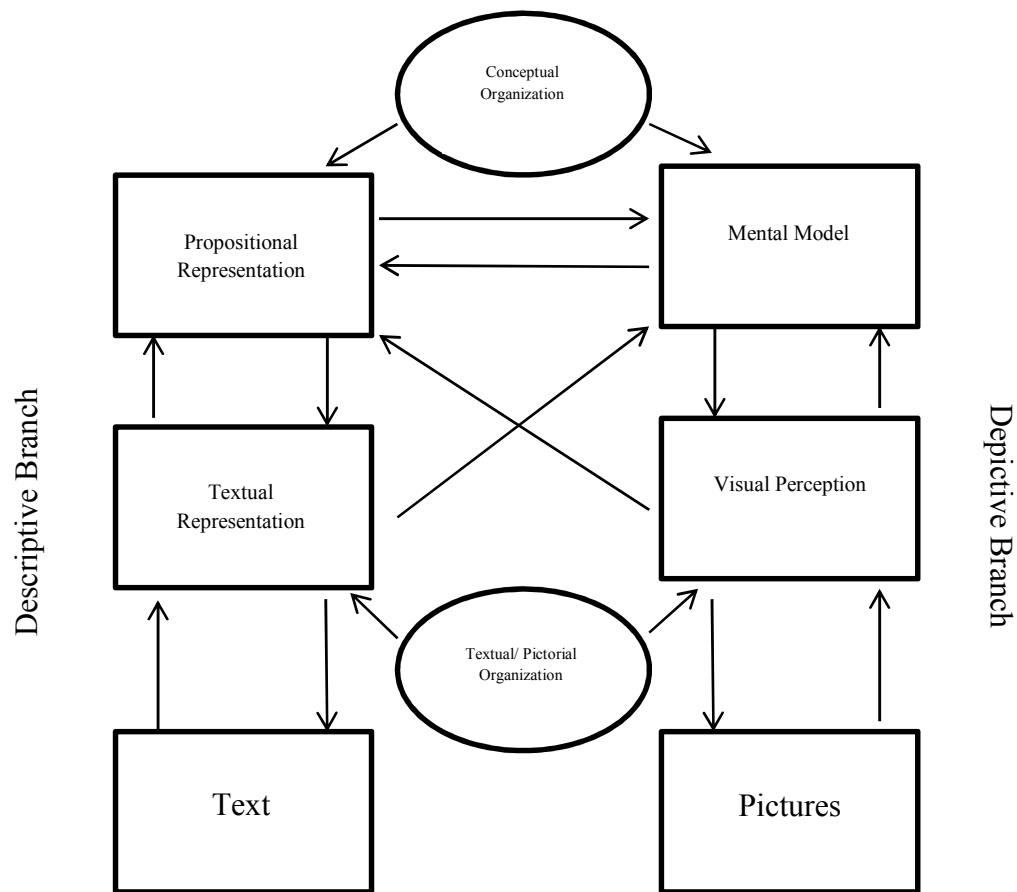 Conceptual
Organization
Propositional
Representation
Mental Model
Descriptive Branch
Depictive Branch
Textual
Representation
Visual Perception
Textual/ Pictorial
Organization
Text
Pictures